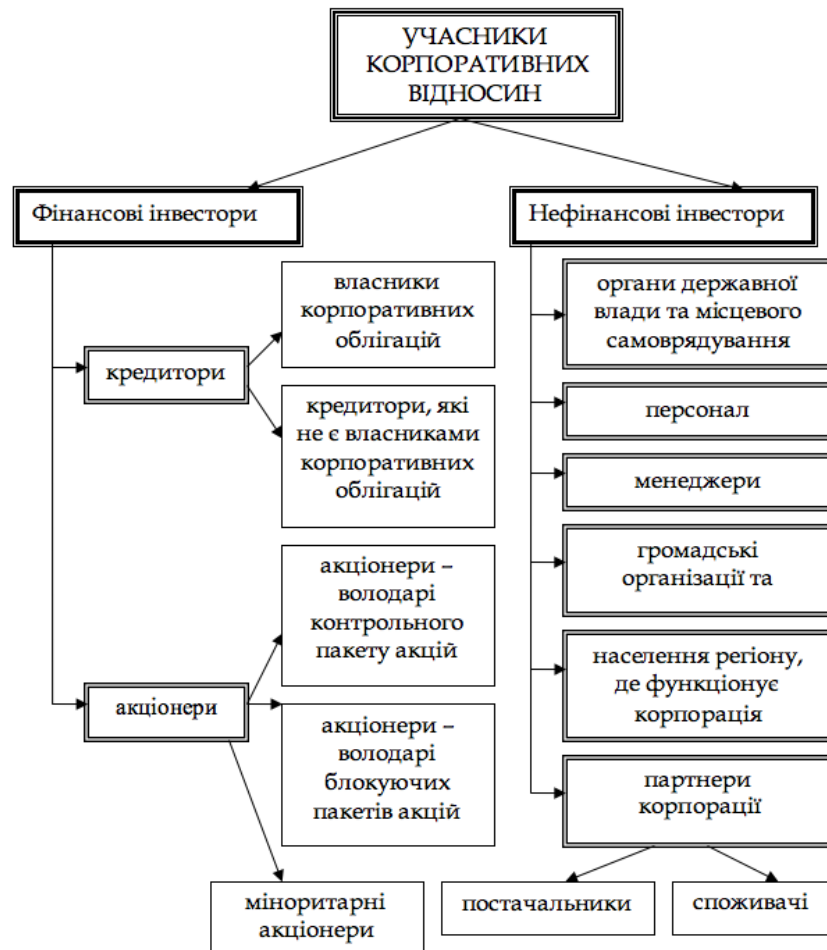 УЧАСНИКИ
КОРПОРАТИВНИХ
ВІДНОСИН
Фінансові інвестори
Нефінансові інвестори
кредитори
власники
корпоративних
облігацій
кредитори, які
не є власниками
корпоративних
облігацій
акціонери
акціонери –
володарі
контрольного
пакету акцій
акціонери –
володарі
блокуючих
пакетів акцій
міноритарні
акціонери
органи державної
влади та місцевого
самоврядування
персонал
менеджери
громадські
організації та
населення регіону,
де функціонує
корпорація
партнери
корпорації
постачальники
споживачі